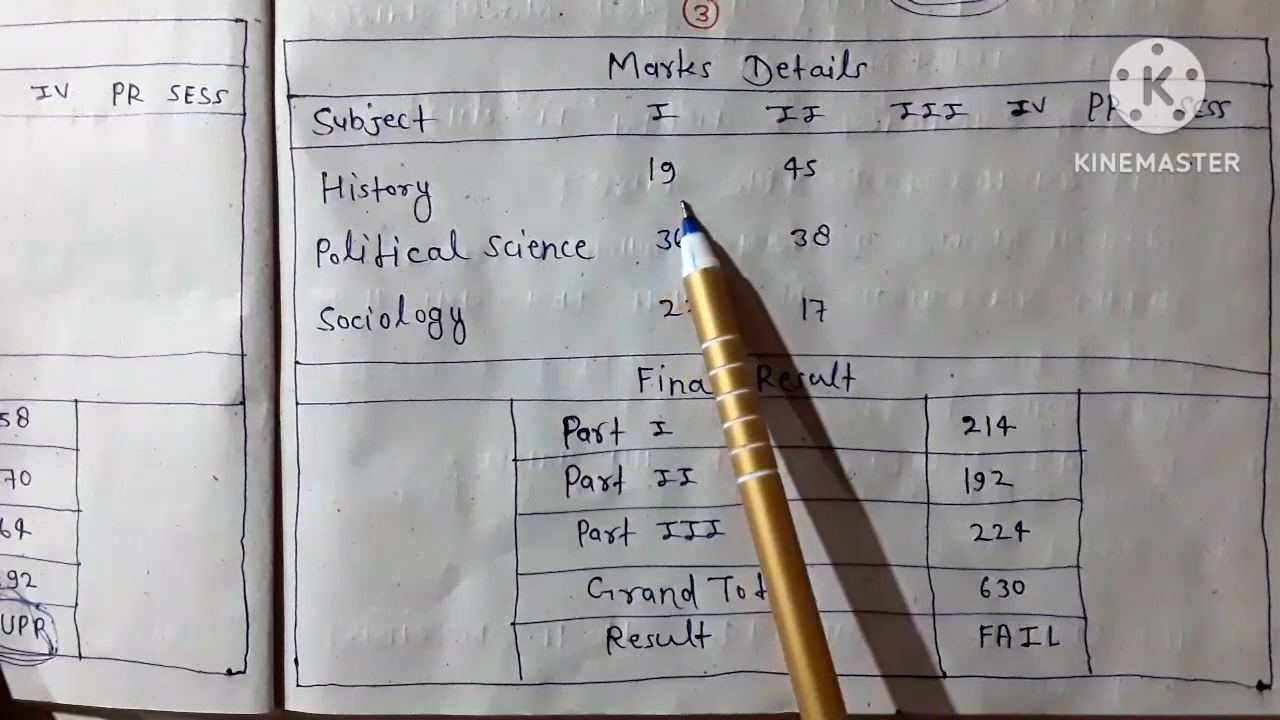 3
Marks Details
IV PR SESS
Subject I II III IV PR SESS
K
KINEMASTER
History 19 45
Political Science 38
Sociology 17
Final Result
58
Part I 214
70
Part II 192
64
Part III 224
92
Grand Tot 630
UPR
Result FAIL